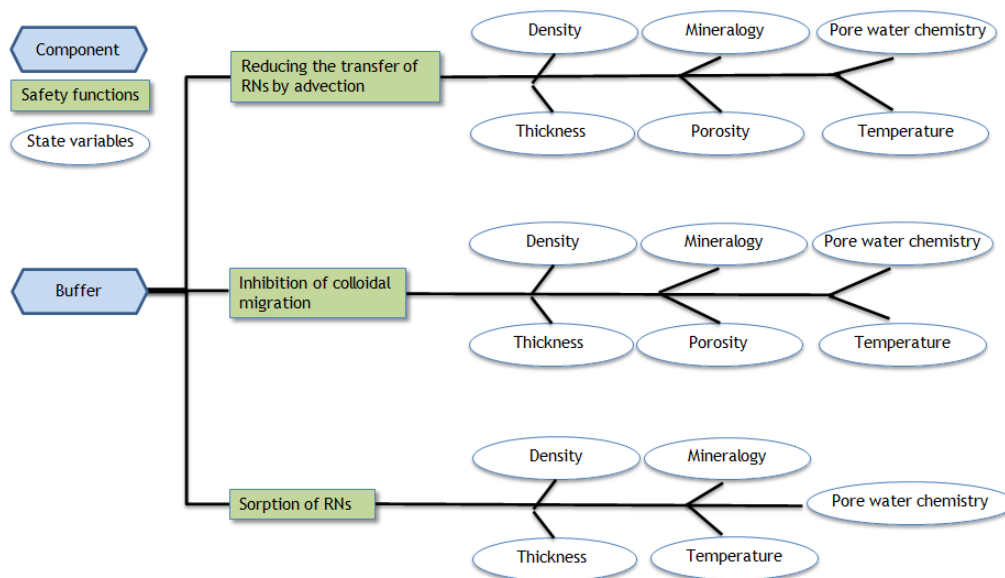 Component
Safety functions
State variables
Buffer
Reducing the transfer of
RNs by advection
Density
Mineralogy
Pore water chemistry
Thickness
Porosity
Temperature
Inhibition of colloidal
migration
Density
Mineralogy
Pore water chemistry
Thickness
Porosity
Temperature
Sorption of RNs
Density
Mineralogy
Pore water chemistry
Thickness
Temperature